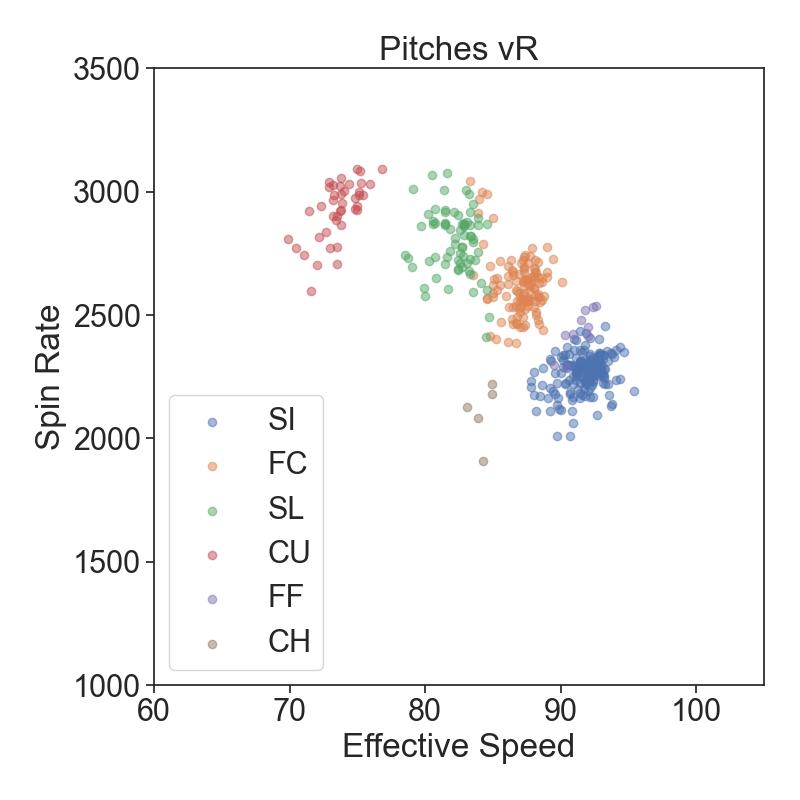 Pitches vR
3500
3000
2500
2000
1500
1000
Spin Rate
SI
FC
SL
CU
FF
CH
60 70 80 90 100
Effective Speed